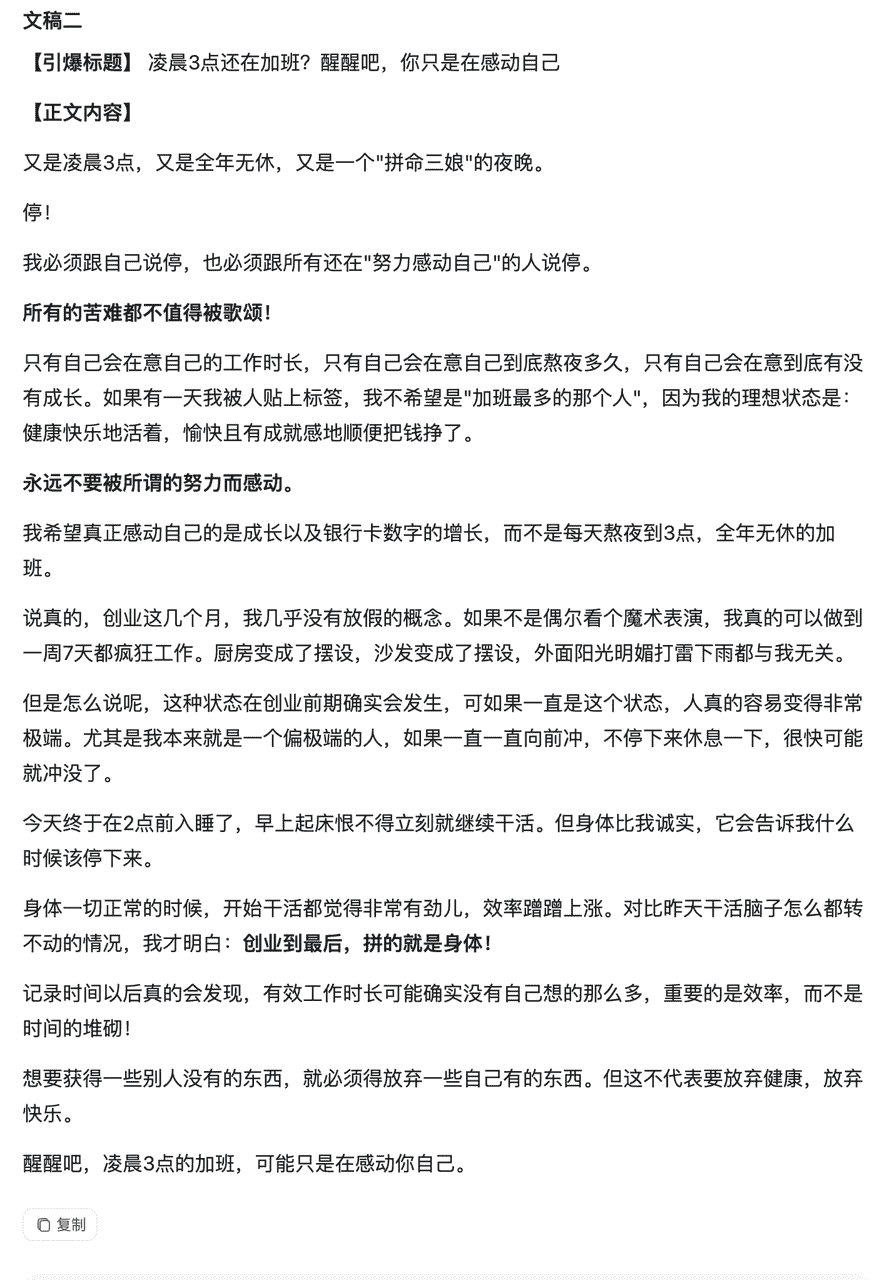 文稿二
【引爆标题】 凌晨3点还在加班？醒醒吧，你只是在感动自己
【正文内容】
又是凌晨3点，又是全年无休，又是一个"拼命三娘"的夜晚。
停！
我必须跟自己说停，也必须跟所有还在"努力感动自己"的人说停。
所有的苦难都不值得被歌颂！
只有自己会在意自己的工作时长，只有自己会在意自己到底熬夜多久，只有自己会在意到底有没
有成长。如果有一天我被人贴上标签，我不希望是"加班最多的那个人"，因为我的理想状态是：
健康快乐地活着，愉快且有成就感地顺便把钱挣了。
永远不要被所谓的努力而感动。
我希望真正感动自己的是成长以及银行卡数字的增长，而不是每天熬夜到3点，全年无休的加
班。
说真的，创业这几个月，我几乎没有放假的概念。如果不是偶尔看个魔术表演，我真的可以做到
一周7天都疯狂工作。厨房变成了摆设，沙发变成了摆设，外面阳光明媚打雷下雨都与我无关。
但是怎么说呢，这种状态在创业前期确实会发生，可如果一直是这个状态，人真的容易变得非常
极端。尤其是我本来就是一个偏极端的人，如果一直一直向前冲，不停下来休息一下，很快可能
就冲没了。
今天终于在2点前入睡了，早上起床恨不得立刻就继续干活。但身体比我诚实，它会告诉我什么
时候该停下来。
身体一切正常的时候，开始干活都觉得非常有劲儿，效率蹭蹭上涨。对比昨天干活脑子怎么都转
不动的情况，我才明白：创业到最后，拼的就是身体！
记录时间以后真的会发现，有效工作时长可能确实没有自己想的那么多，重要的是效率，而不是
时间的堆砌！
想要获得一些别人没有的东西，就必须得放弃一些自己有的东西。但这不代表要放弃健康，放弃
快乐。
醒醒吧，凌晨3点的加班，可能只是在感动你自己。
复制